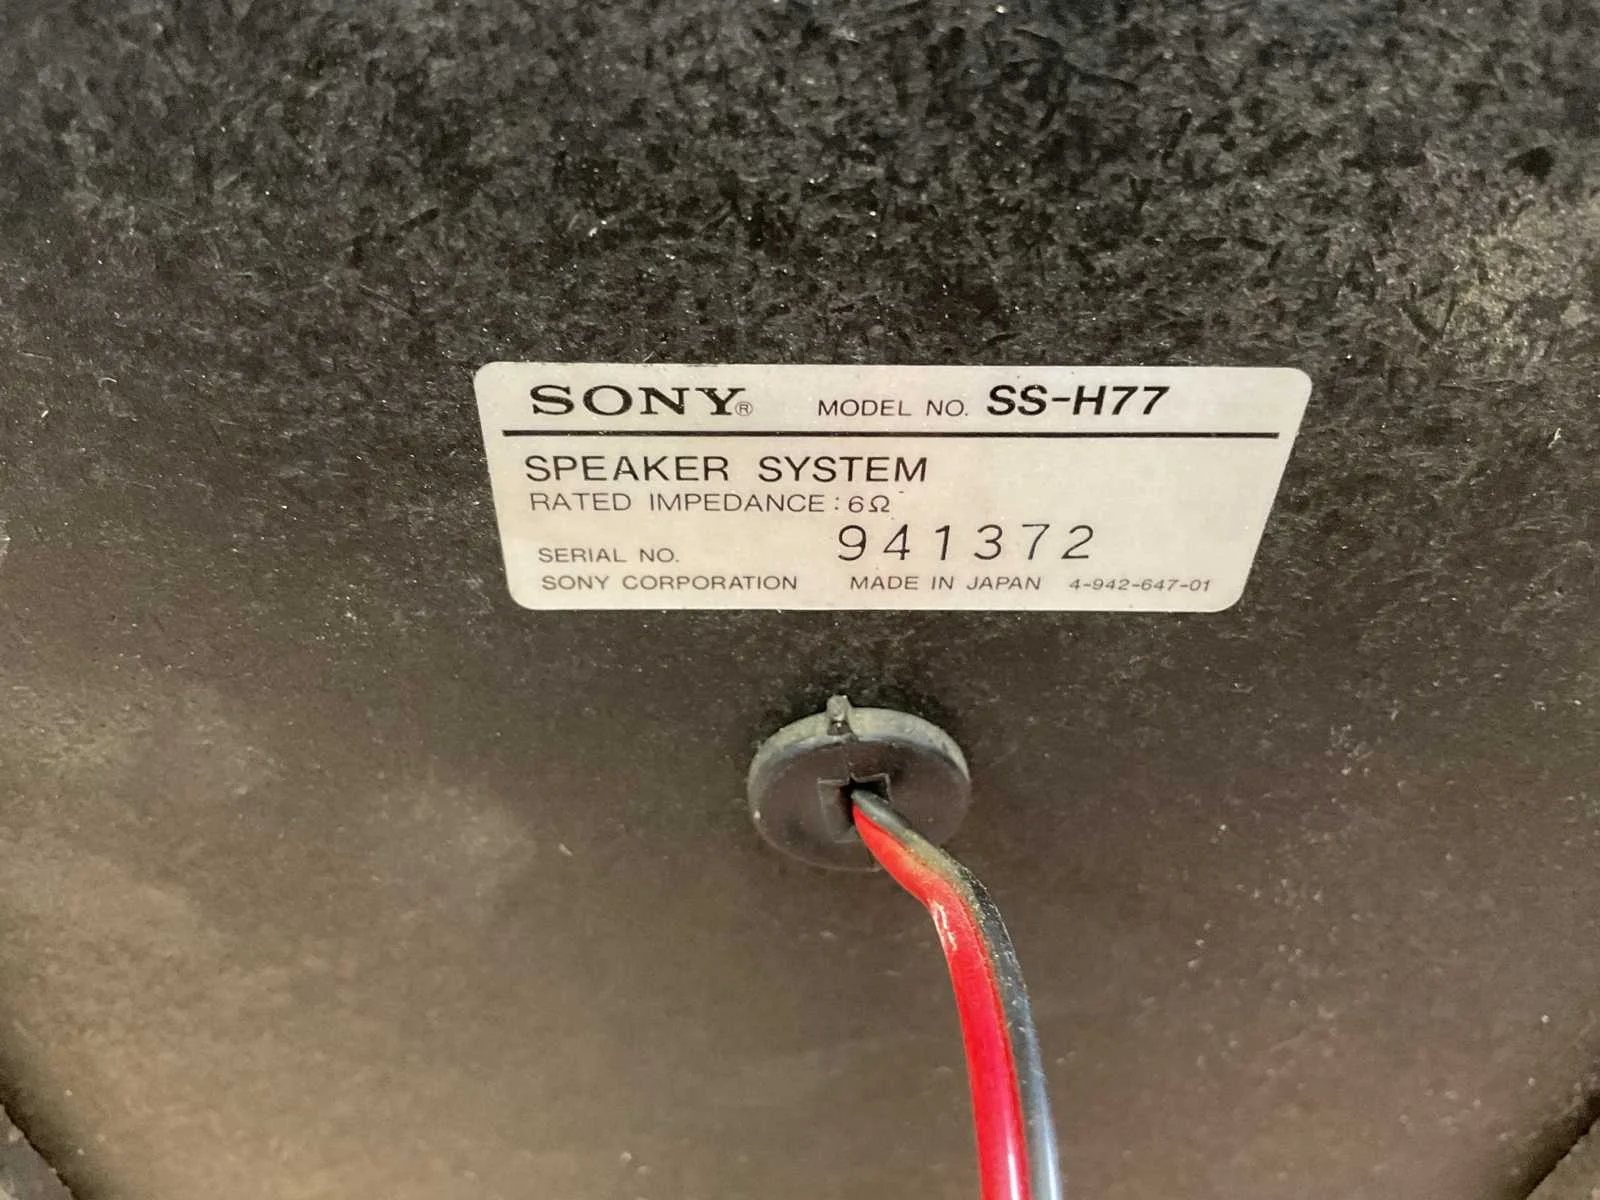 SONY® MODEL NO. SS-H77
SPEAKER SYSTEM
RATED IMPEDANCE : 6Ω
SERIAL NO. 941372
SONY CORPORATION MADE IN JAPAN 4-942-647-01